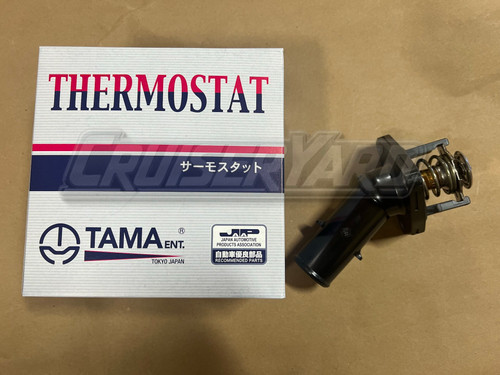 THERMOSTAT
サーモスタット
CRUISERYARD
TAMA ENT.
®
TOKYO JAPAN
JAP
JAPAN AUTOMOTIVE
PRODUCTS ASSOCIATION
自動車優良部品
RECOMMENDED PARTS